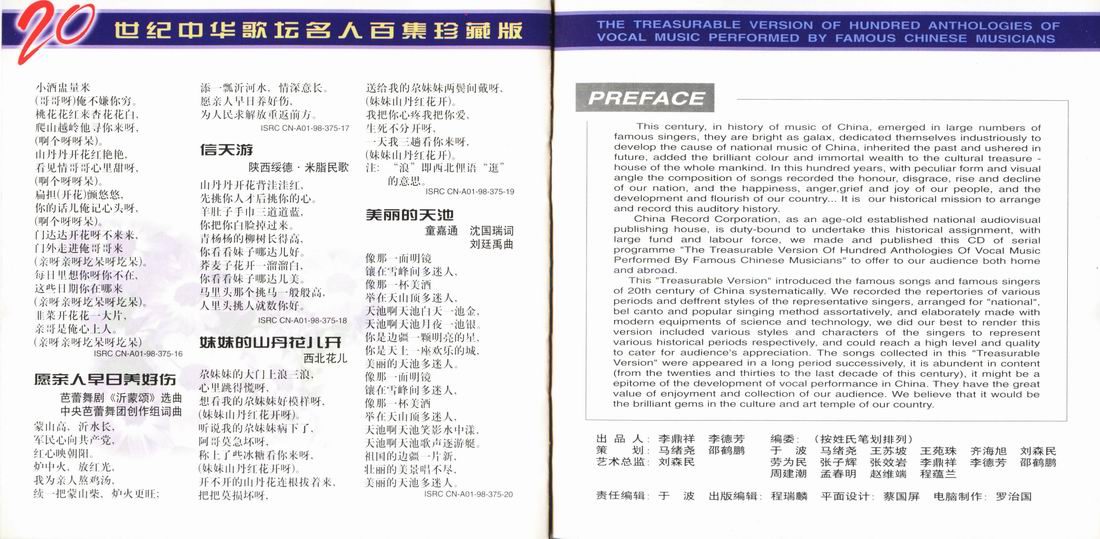 20 世纪中华歌坛名人百集珍藏版
小酒盅量米
(哥哥呀)俺不嫌你穷。
桃花花红来杏花花白,
爬山越岭他寻你来呀,
(啊个呀呀呆)。
山丹丹开花红艳艳,
看见情哥哥心里甜呀,
(啊个呀呀呆)。
扁担(开花)颤悠悠,
你的话儿俺记心头呀,
(啊个呀呀呆)。
门达达开花呀不来来,
门外走进俺哥哥来
(亲呀亲呀圪呆呀圪呆)。
每日里想你呀你不在,
这些日期你在哪来
(亲呀亲呀圪呆呀圪呆)。
韭菜开花花一大片,
亲哥是俺心上人。
(亲呀亲呀圪呆呀圪呆)
ISRC CN-A01-98-375-16
愿亲人早日养好伤
芭蕾舞剧《沂蒙颂》选曲
中央芭蕾舞团创作组词曲
蒙山高，沂水长,
军民心向共产党,
红心映朝阳。
炉中火，放红光,
我为亲人熬鸡汤,
续一把蒙山柴，炉火更旺;
添一瓢沂河水，情深意长。
愿亲人早日养好伤,
为人民求解放重返前方。
ISRC CN-A01-98-375-17
信天游
陕西绥德·米脂民歌
山丹丹开花背洼洼红,
先挑你人才后挑你的心。
羊肚子手巾三道道蓝,
你把你白脸掉过来。
青杨杨的柳树长得高,
你看看妹子哪达儿好。
荞麦子花开一溜溜白,
你看看妹子哪达儿美。
马里头那个挑马一般般高,
人里头挑人就数你好。
ISRC CN-A01-98-375-18
妹妹的山丹花儿开
西北花儿
尕妹妹的大门上浪三浪,
心里跳得慌呀,
想看我的尕妹妹好模样呀,
(妹妹山丹红花开呀)。
听说我的尕妹妹病下了,
阿哥莫急坏呀,
称上了些冰糖看你来呀,
(妹妹山丹红花开呀)。
开不开的山丹花连根拔着来,
把把莫损坏呀,
送给我的尕妹妹两鬓间戴呀,
(妹妹山丹红花开)。
我把你心疼我把你爱,
生死不分开呀,
一天我三趟看你来呀,
(妹妹山丹红花开)。
注: “浪”即西北俚语“逛”
的意思。
ISRC CN-A01-98-375-19
美丽的天池
童嘉通 沈国瑞词
刘廷禹曲
像那一面明镜
镶在雪峰间多迷人,
像那一杯美酒
举在天山顶多迷人,
天池啊天池白天一池金,
天池啊天池月夜一池银。
你是边疆一颗明亮的星,
你是天上一座欢乐的城,
美丽的天池。
像那一面明镜
镶在雪峰间多迷人,
像那一杯美酒
举在天山顶多迷人,
天池啊天池笑影水中漾,
天池啊天池歌声逐游艇。
祖国的边疆一片新,
壮丽的美景唱不尽,
美丽的天池。
ISRC CN-A01-98-375-20
THE TREASURABLE VERSION OF HUNDRED ANTHOLOGIES OF
VOCAL MUSIC PERFORMED BY FAMOUS CHINESE MUSICIANS
PREFACE
This century, in history of music of China, emerged in large numbers of
famous singers, they are bright as galax, dedicated themselves industriously to
develop the cause of national music of China, inherited the past and ushered in
future, added the brilliant colour and immortal wealth to the cultural treasure -
house of the whole mankind. In this hundred years, with peculiar form and visual
angle the composition of songs recorded the honour, disgrace, rise and decline
of our nation, and the happiness, anger,grief and joy of our people, and the
development and flourish of our country... It is our historical mission to arrange
and record this auditory history.
China Record Corporation, as an age-old established national audiovisual
publishing house, is duty-bound to undertake this historical assignment, with
large fund and labour force, we made and published this CD of serial
programme "The Treasurable Version Of Hundred Anthologies Of Vocal Music
Performed By Famous Chinese Musicians" to offer to our audience both home
and abroad.
This "Treasurable Version" introduced the famous songs and famous singers
of 20th century of China systematically. We recorded the repertories of various
periods and deffrent styles of the representative singers, arranged for "national",
bel canto and popular singing method assortatively, and elaborately made with
modern equipments of science and technology, we did our best to render this
version included various styles and characters of the singers to represent
various historical periods respectively, and could reach a high level and quality
to cater for audience's appreciation. The songs collected in this "Treasurable
Version" were appeared in a long period successively, it is abundent in content
(from the twenties and thirties to the last decade of this century), it might be a
epitome of the development of vocal performance in China. They have the great
value of enjoyment and collection of our audience. We believe that it would be
the brilliant gems in the culture and art temple of our country.
出 品 人: 李鼎祥 李德芳 编委: (按姓氏笔划排列)
策 划: 马绪尧 邵鹤鹏 于 波 马绪尧 王苏坡 王苑珠 齐海旭 刘森民
艺术总监: 刘森民 劳为民 张子辉 张效岩 李鼎祥 李德芳 邵鹤鹏
周建潮 孟春明 赵维端 程蕴兰
责任编辑: 于 波 出版编辑: 程瑞麟 平面设计: 蔡国屏 电脑制作: 罗治国